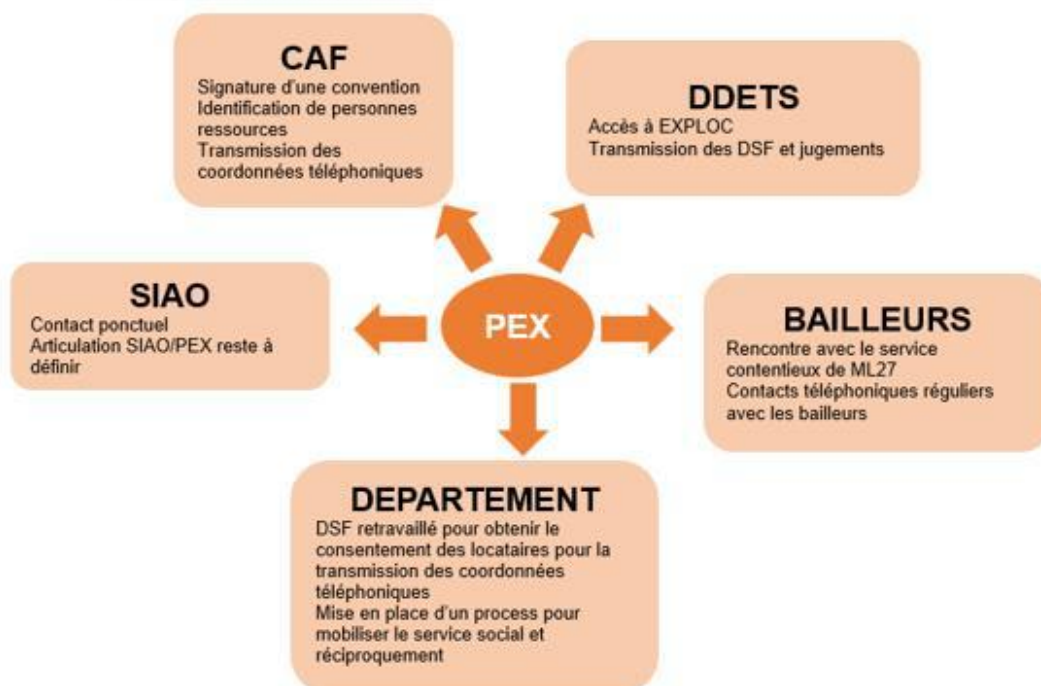 CAF
Signature d'une convention
Identification de personnes
ressources
Transmission des
coordonnées téléphoniques
DDETS
Accès à EXPLOC
Transmission des DSF et jugements
SIAO
Contact ponctuel
Articulation SIAO/PEX reste à
définir
PEX
BAILLEURS
Rencontre avec le service
contentieux de ML27
Contacts téléphoniques réguliers
avec les bailleurs
DEPARTEMENT
DSF retravaillé pour obtenir le
consentement des locataires pour la
transmission des coordonnées
téléphoniques
Mise en place d'un process pour
mobiliser le service social et
réciproquement